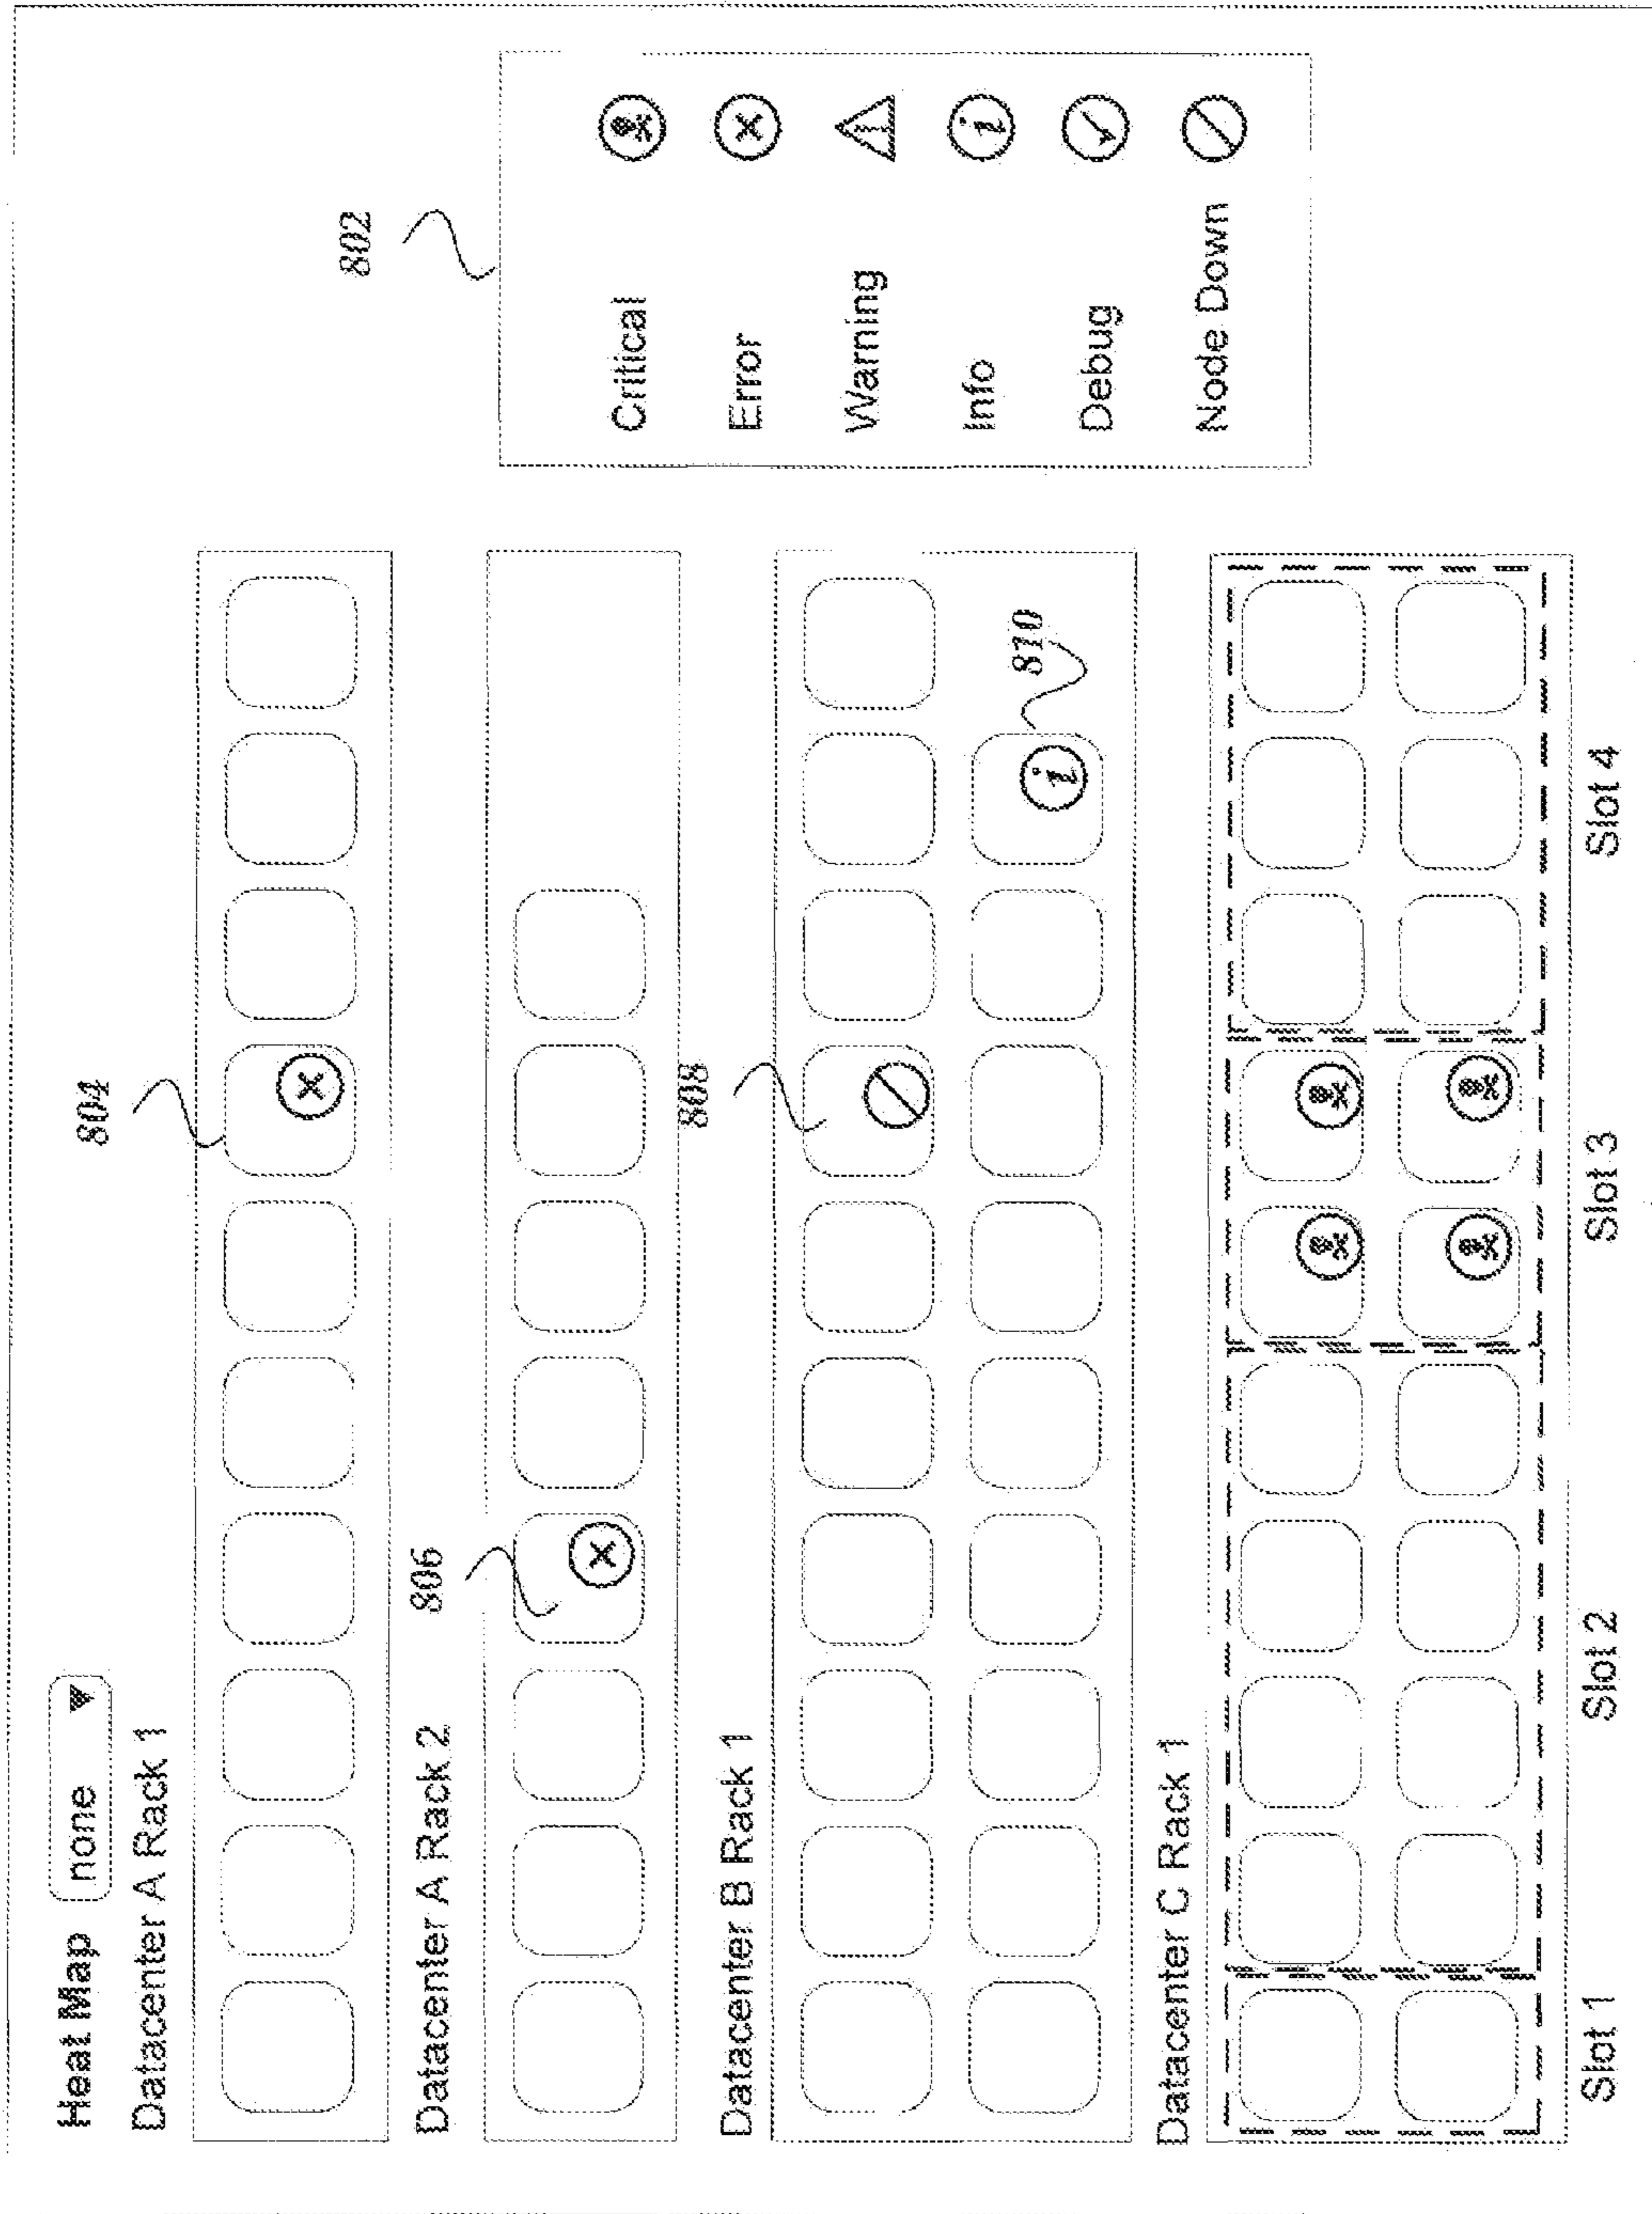 Heat Map none ▼
Datacenter A Rack 1
804
Datacenter A Rack 2
806
Datacenter B Rack 1
808
i
810
Datacenter C Rack 1
Slot 1
Slot 2
Slot 3
Slot 4
802
Critical
Error
Warning
Info i
Debug
Node Down